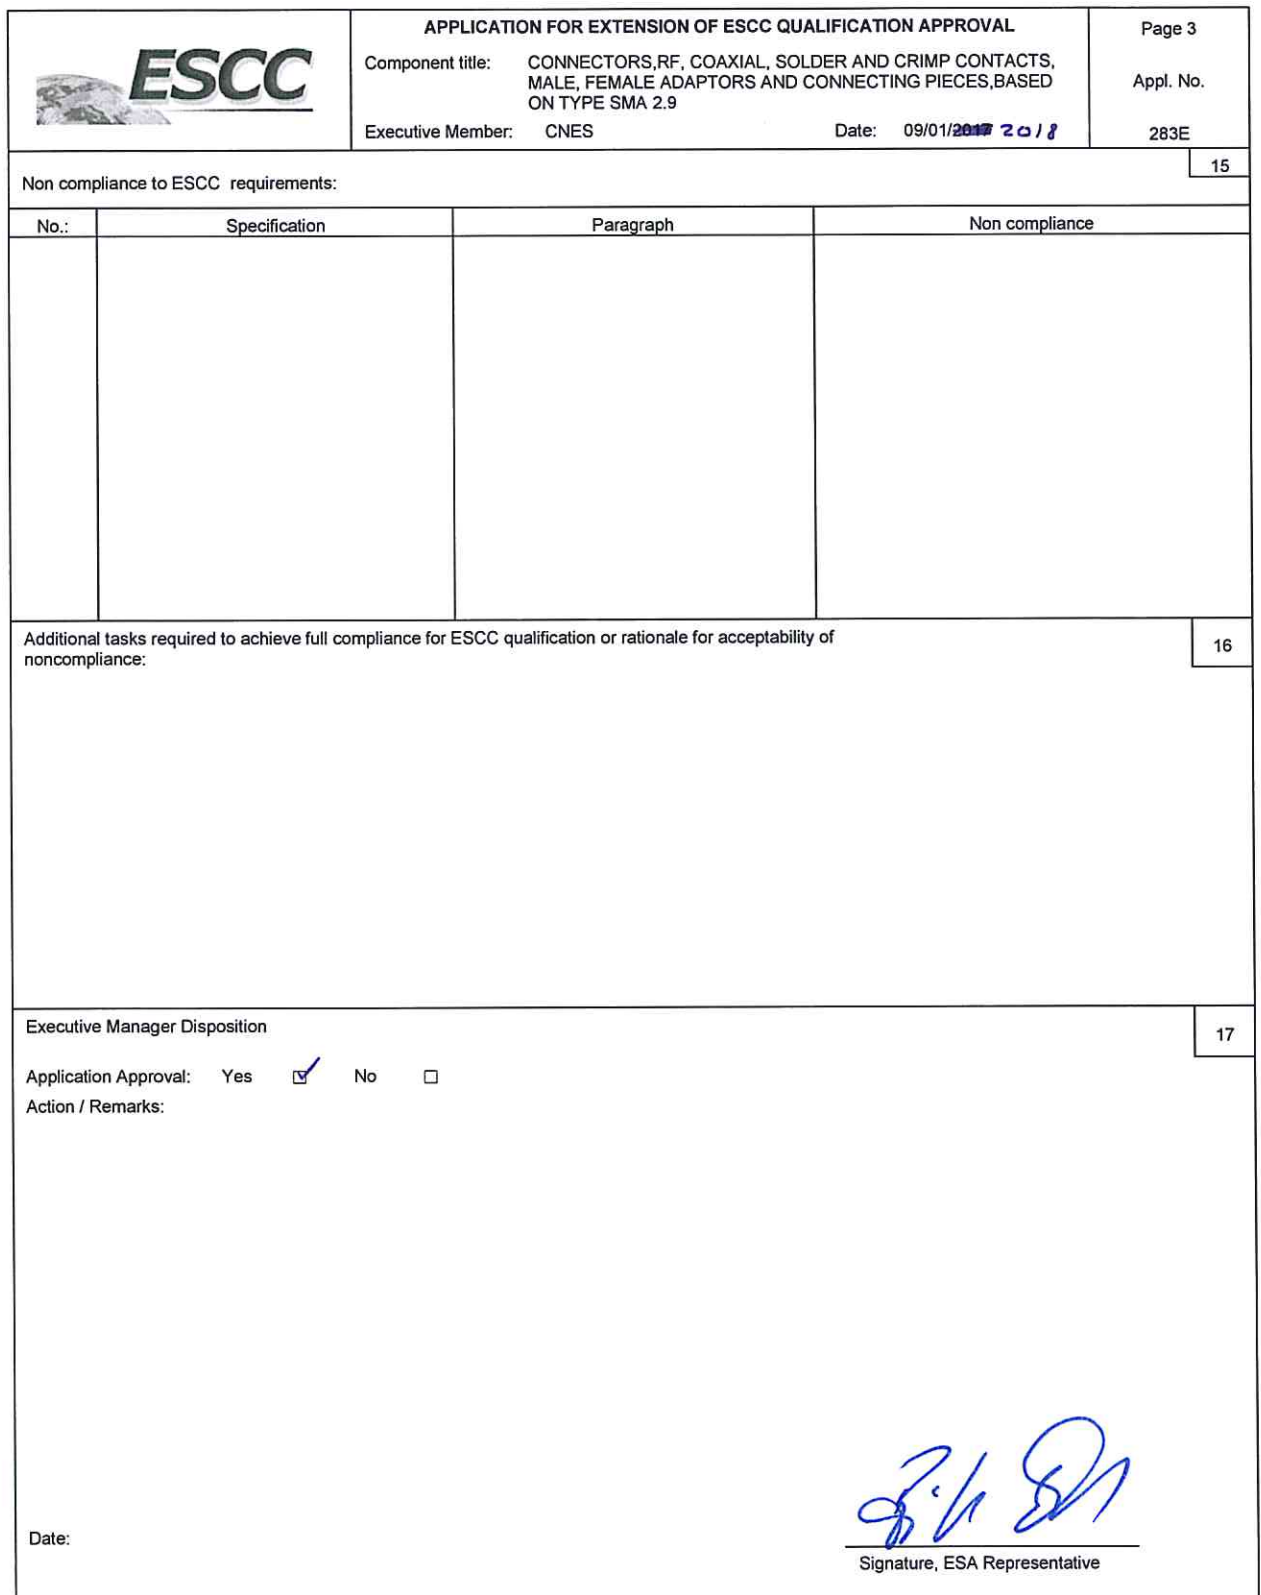 ESCC
APPLICATION FOR EXTENSION OF ESCC QUALIFICATION APPROVAL
Component title: CONNECTORS,RF, COAXIAL, SOLDER AND CRIMP CONTACTS,
MALE, FEMALE ADAPTORS AND CONNECTING PIECES,BASED
ON TYPE SMA 2.9
Executive Member: CNES Date: 09/01/2017 2018
Page 3
Appl. No.
283E
Non compliance to ESCC requirements:
15
No.: Specification Paragraph Non compliance
Additional tasks required to achieve full compliance for ESCC qualification or rationale for acceptability of
noncompliance:
16
Executive Manager Disposition
17
Application Approval: Yes No
Action / Remarks:
Date:
Signature, ESA Representative